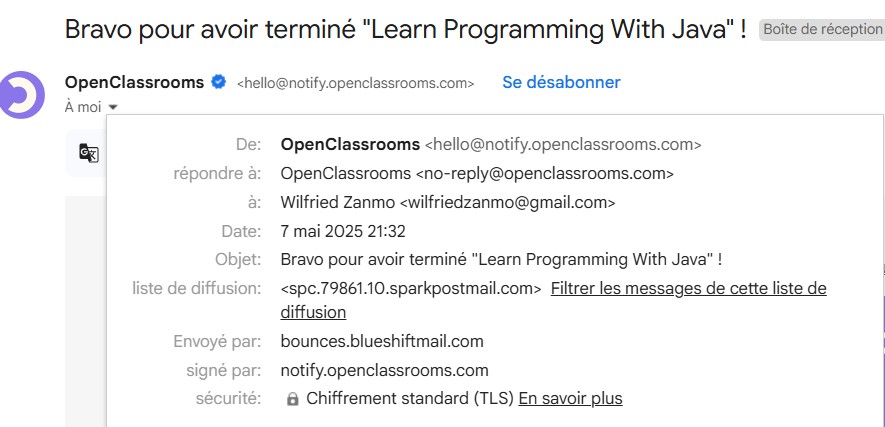 Bravo pour avoir terminé "Learn Programming With Java" ! Boîte de réception
OpenClassrooms <hello@notify.openclassrooms.com> Se désabonner
À moi
De: OpenClassrooms <hello@notify.openclassrooms.com>
répondre à: OpenClassrooms <no-reply@openclassrooms.com>
à: Wilfried Zanmo <wilfriedzanmo@gmail.com>
Date: 7 mai 2025 21:32
Objet: Bravo pour avoir terminé "Learn Programming With Java" !
liste de diffusion: <spc.79861.10.sparkpostmail.com> Filtrer les messages de cette liste de
diffusion
Envoyé par: bounces.blueshiftmail.com
signé par: notify.openclassrooms.com
sécurité: Chiffrement standard (TLS) En savoir plus